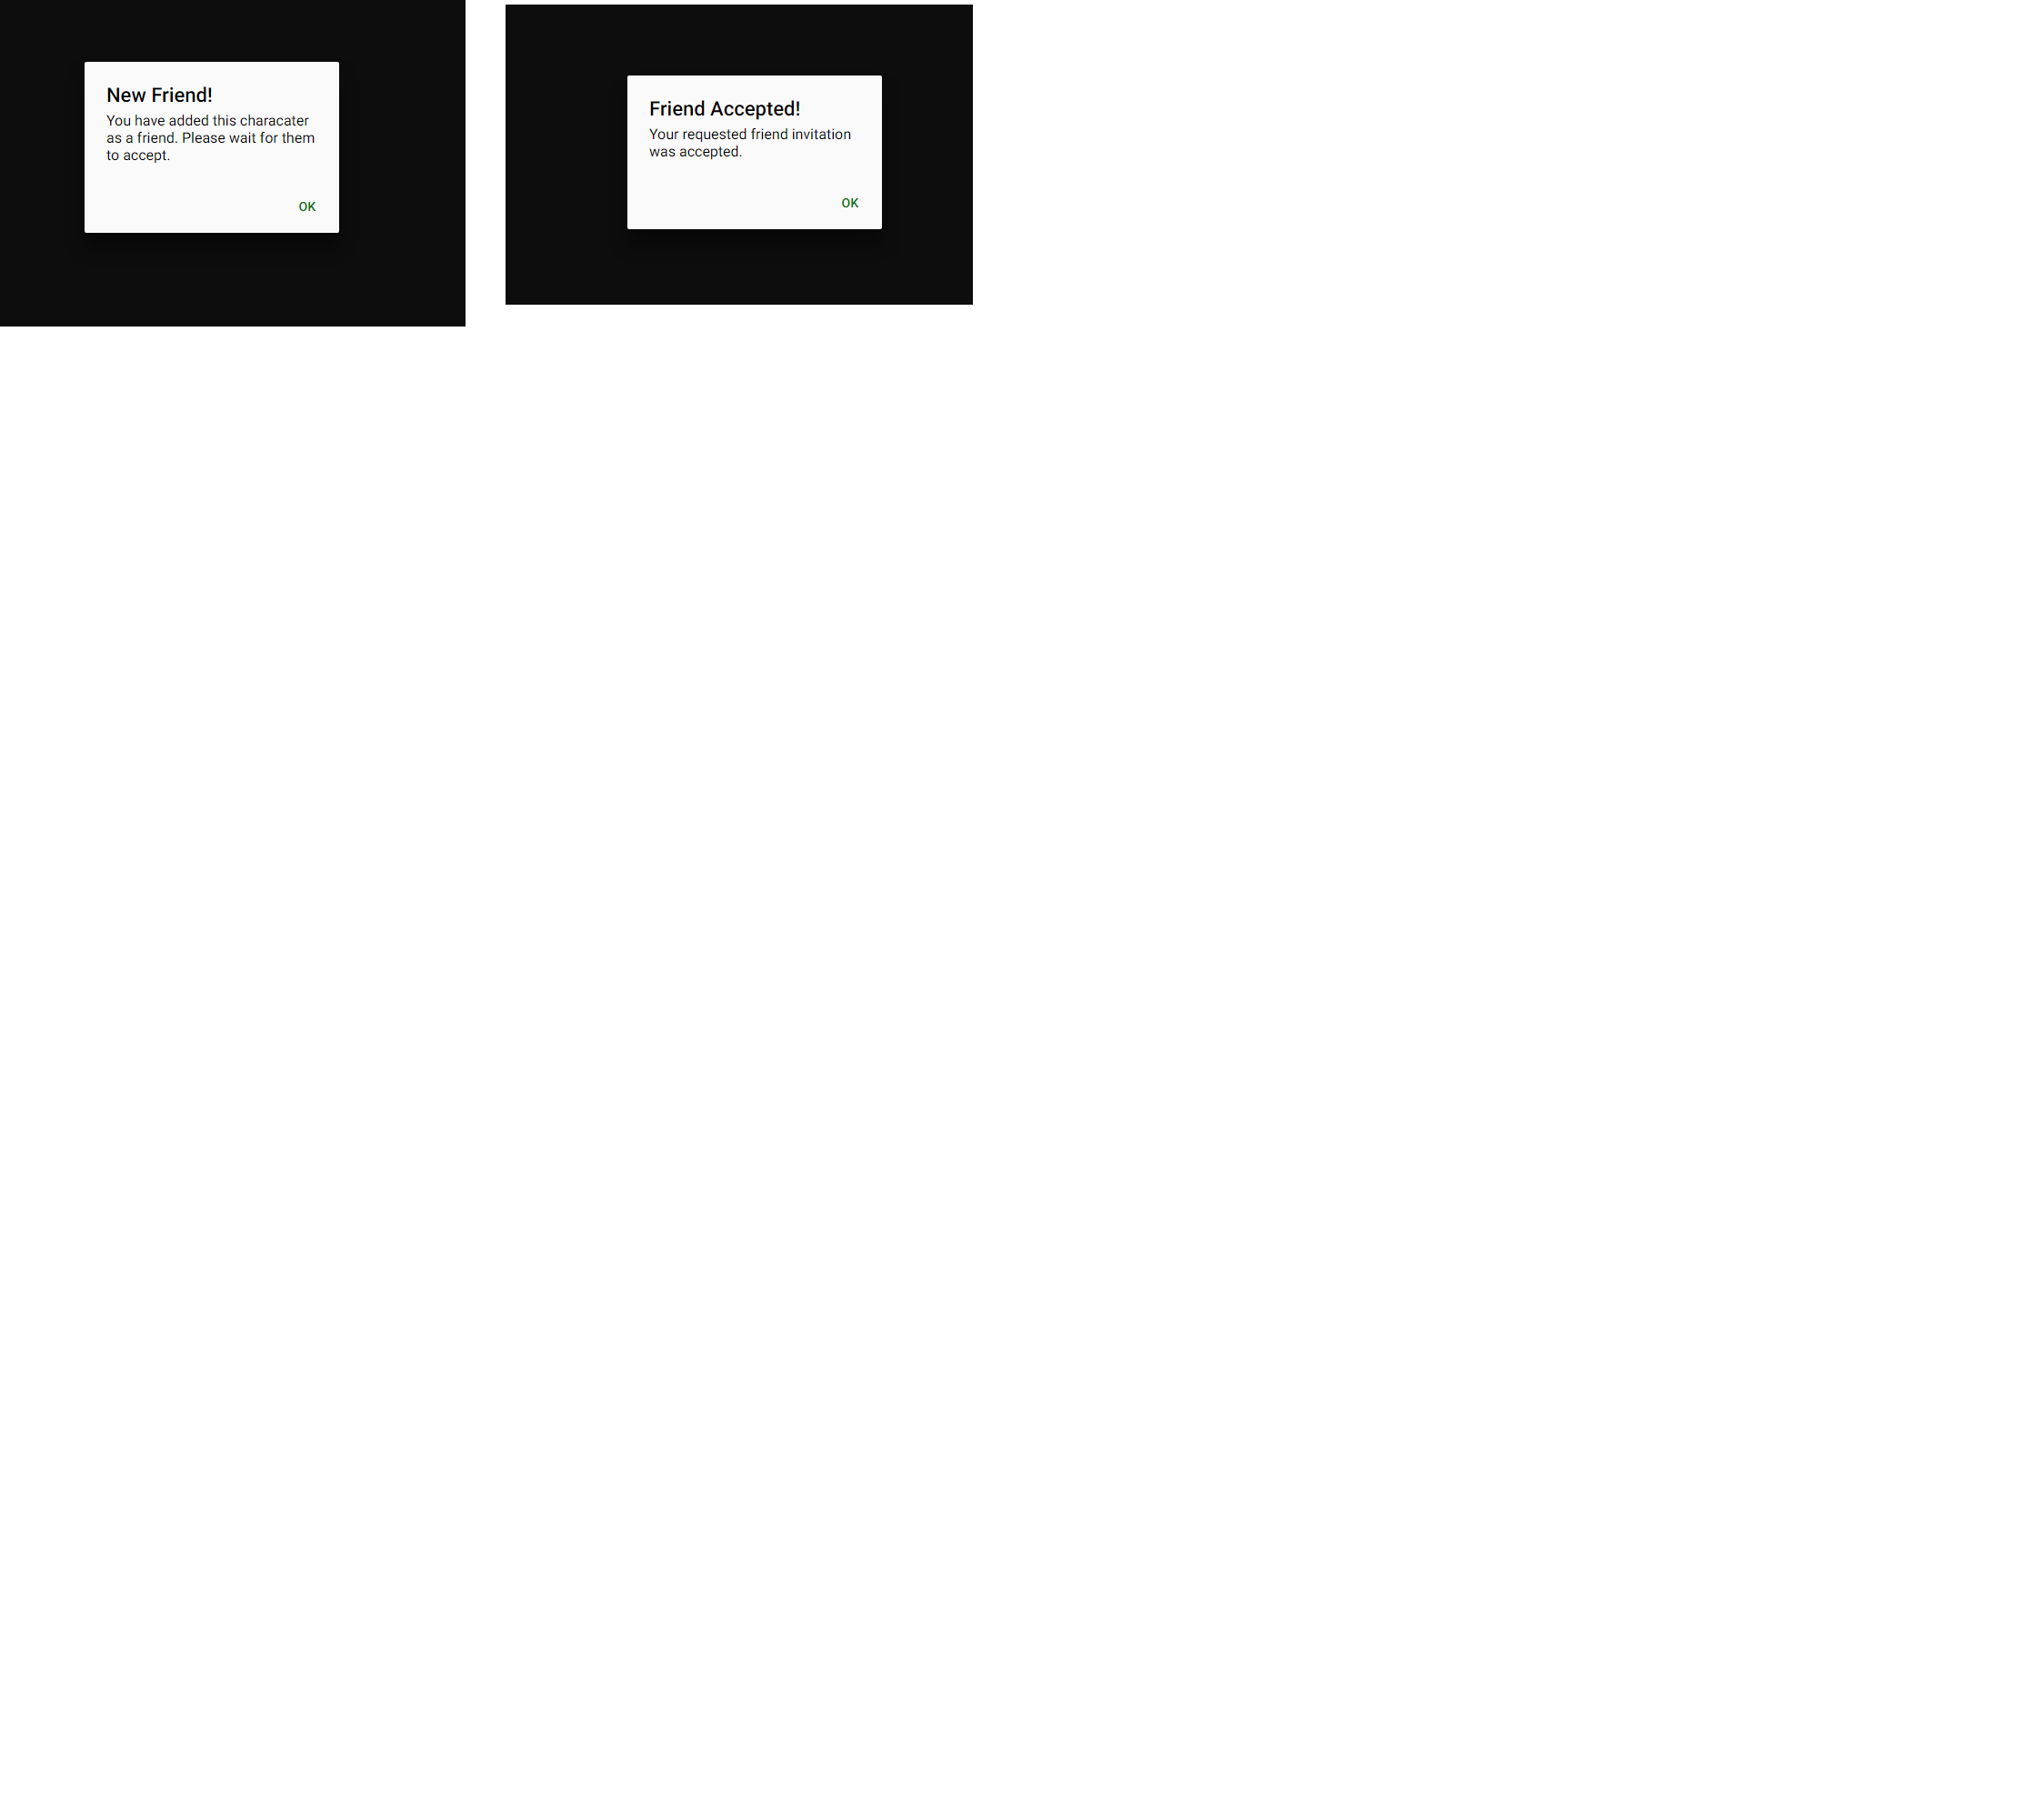 New Friend!
You have added this characater
as a friend. Please wait for them
to accept.
OK
Friend Accepted!
Your requested friend invitation
was accepted.
OK